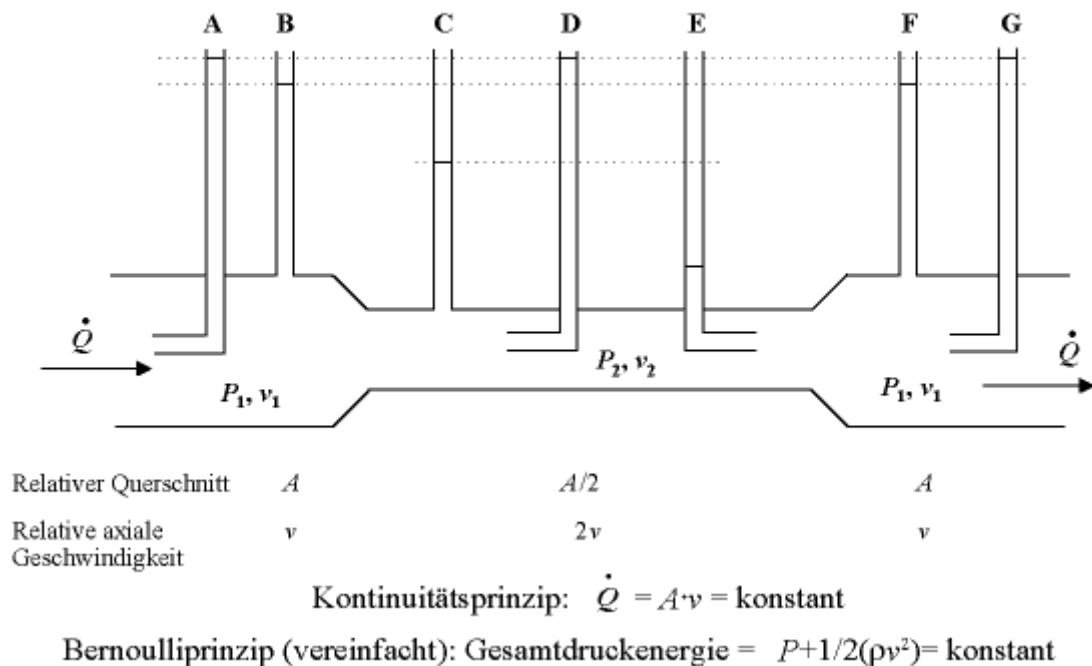 A B C D E F G
Q̇ Q̇
P₂, v₂
P₁, v₁ P₁, v₁
Relativer Querschnitt A A/2 A
Relative axiale v 2v v
Geschwindigkeit
Kontinuitätsprinzip: Q̇ = A·v = konstant
Bernoulliprinzip (vereinfacht): Gesamtdruckenergie = P+1/2(ρv²)= konstant